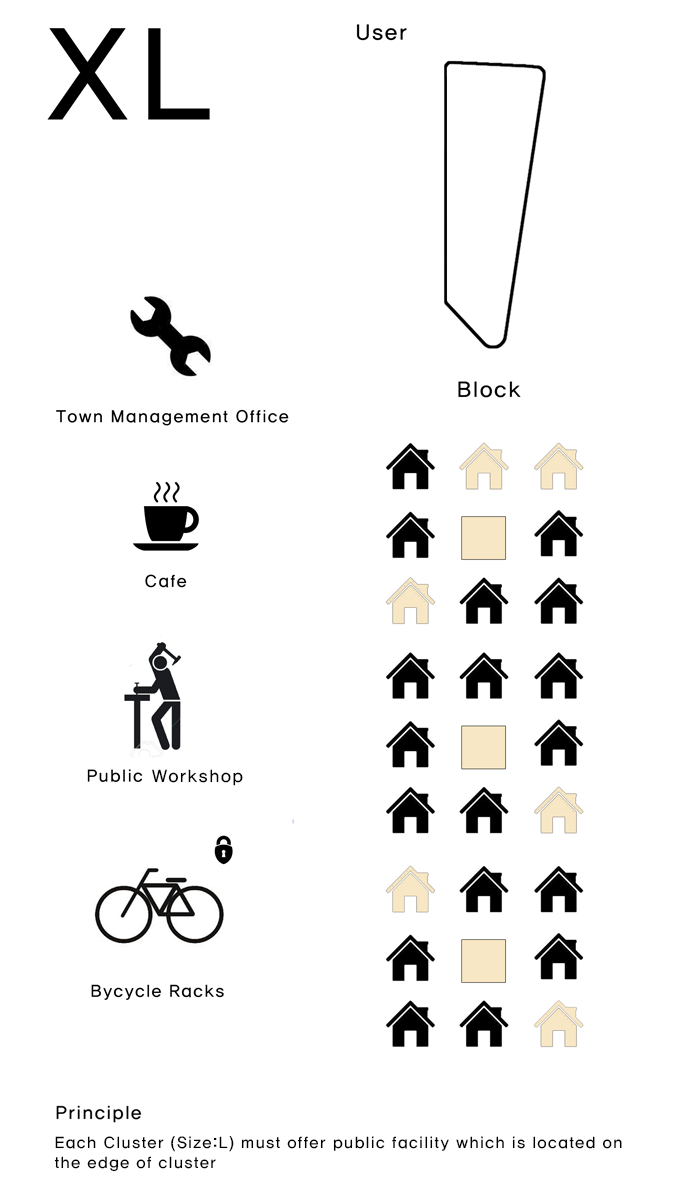 XL
User
Block
Town Management Office
Cafe
Public Workshop
Bycycle Racks
Principle
Each Cluster (Size:L) must offer public facility which is located on
the edge of cluster